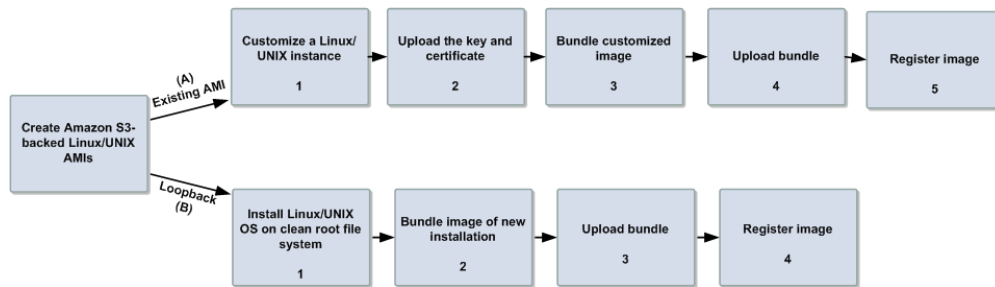 Create Amazon S3-
backed Linux/UNIX
AMIs
(A)
Existing AMI
Customize a Linux/
UNIX instance
1
Upload the key and
certificate
2
Bundle customized
image
3
Upload bundle
4
Register image
5
Loopback
(B)
Install Linux/UNIX
OS on clean root file
system
1
Bundle image of new
installation
2
Upload bundle
3
Register image
4